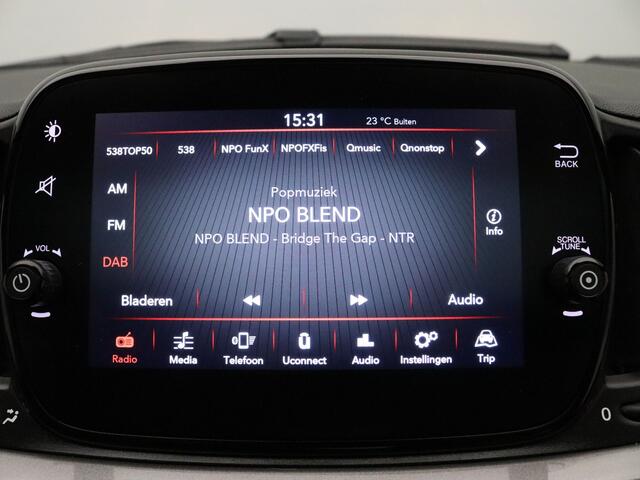 15:31 23 °C Buiten
538TOP50 538 NPO FunX NPOFXFis Qmusic Qnonstop
AM
FM
DAB
Popmuziek
NPO BLEND
NPO BLEND - Bridge The Gap - NTR
Info
Bladeren Audio
Radio Media Telefoon Uconnect Audio Instellingen Trip
VOL
BACK
SCROLL
TUNE
0